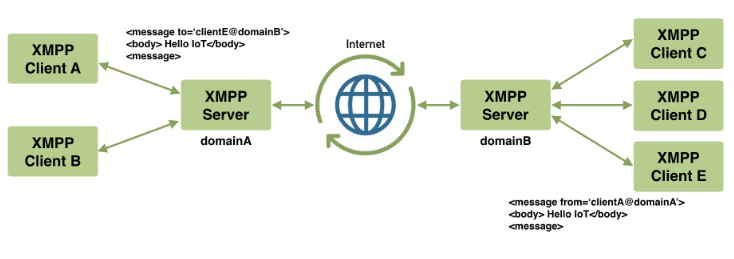 <message to='clientE@domainB'>
<body> Hello IoT</body>
<message>
XMPP
Client A
XMPP
Client B
XMPP
Server
domainA
Internet
XMPP
Server
domainB
XMPP
Client C
XMPP
Client D
XMPP
Client E
<message from='clientA@domainA'>
<body> Hello IoT</body>
<message>